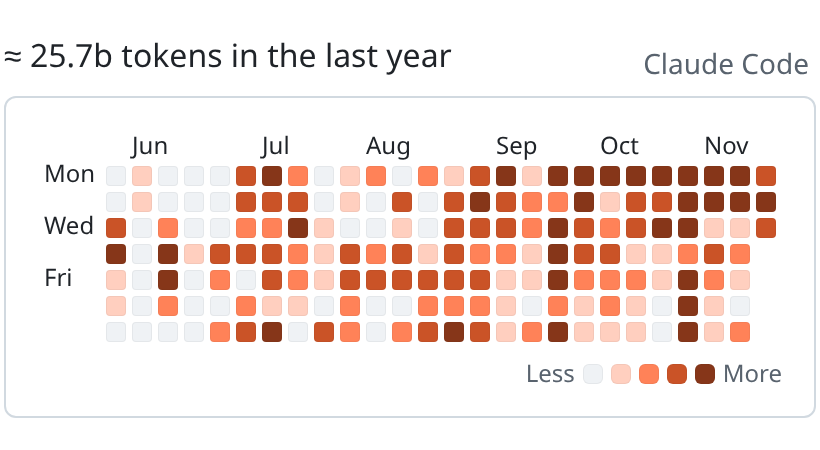 ≈ 25.7b tokens in the last year
Claude Code
Jun Jul Aug Sep Oct Nov
Mon
Wed
Fri
Less More